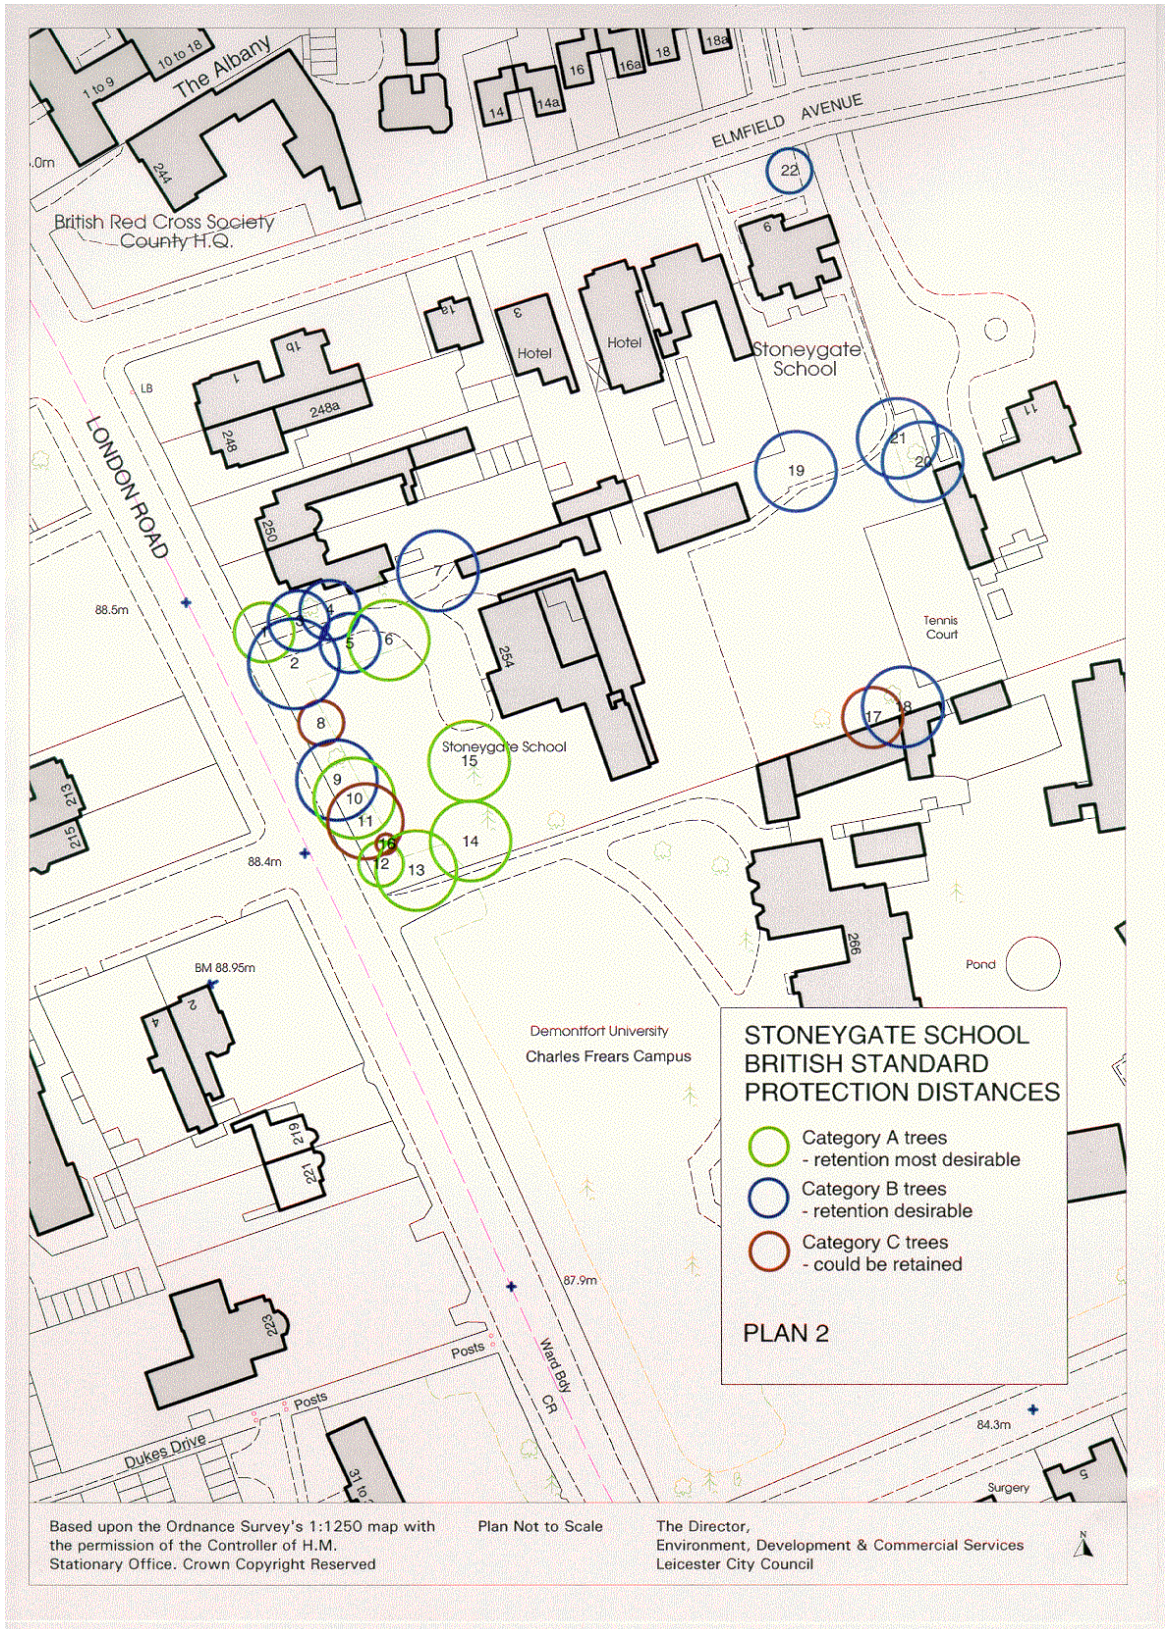 10 to 18
1 to 9
The Albany
244
.0m
British Red Cross Society
County H.Q.
14
14a
16
16a
18
18a
ELMFIELD AVENUE
22
6
Stoneygate
School
1a
3
Hotel
Hotel
1b
1
LB
248a
248
LONDON ROAD
250
11
21
20
19
7
88.5m
4
3
1
2
5
6
254
Tennis
Court
18
17
8
Stoneygate School
15
9
10
11
16
12
13
14
213
215
88.4m
266
Pond
BM 88.95m
2
4
Demontfort University
Charles Frears Campus
219
221
STONEYGATE SCHOOL
BRITISH STANDARD
PROTECTION DISTANCES
Category A trees
- retention most desirable
Category B trees
- retention desirable
Category C trees
- could be retained
PLAN 2
87.9m
223
Posts
Ward Bdy
CR
Posts
Dukes Drive
31 to
84.3m
Surgery
5
Based upon the Ordnance Survey's 1:1250 map with
the permission of the Controller of H.M.
Stationary Office. Crown Copyright Reserved
Plan Not to Scale
The Director,
Environment, Development & Commercial Services
Leicester City Council
N